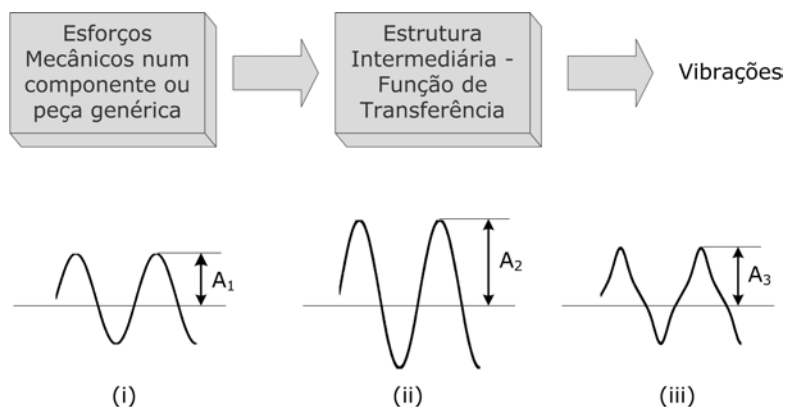 Esforços
Mecânicos num
componente ou
peça genérica
Estrutura
Intermediária -
Função de
Transferência
Vibrações
A1
A2
A3
(i)
(ii)
(iii)